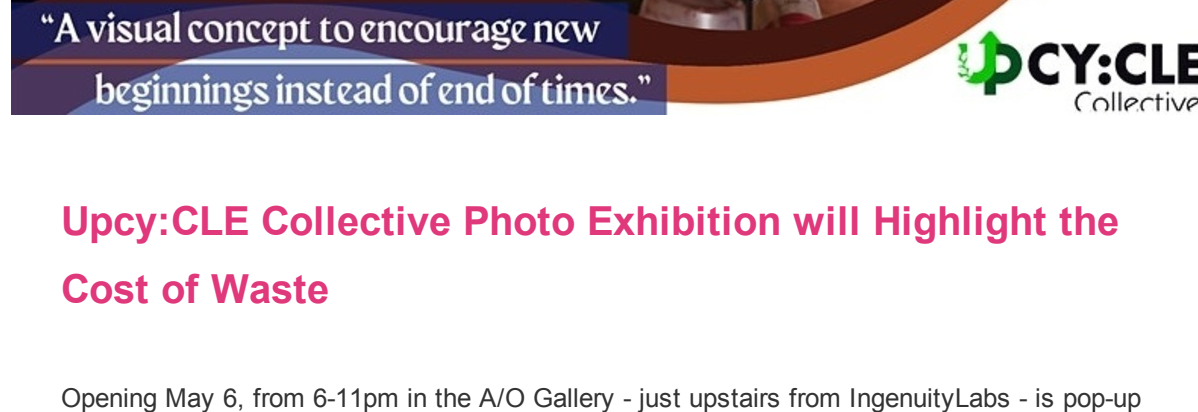 “A visual concept to encourage new
beginnings instead of end of times.”
UPCY:CLE
Collective
Upcy:CLE Collective Photo Exhibition will Highlight the
Cost of Waste
Opening May 6, from 6-11pm in the A/O Gallery - just upstairs from IngenuityLabs - is pop-up